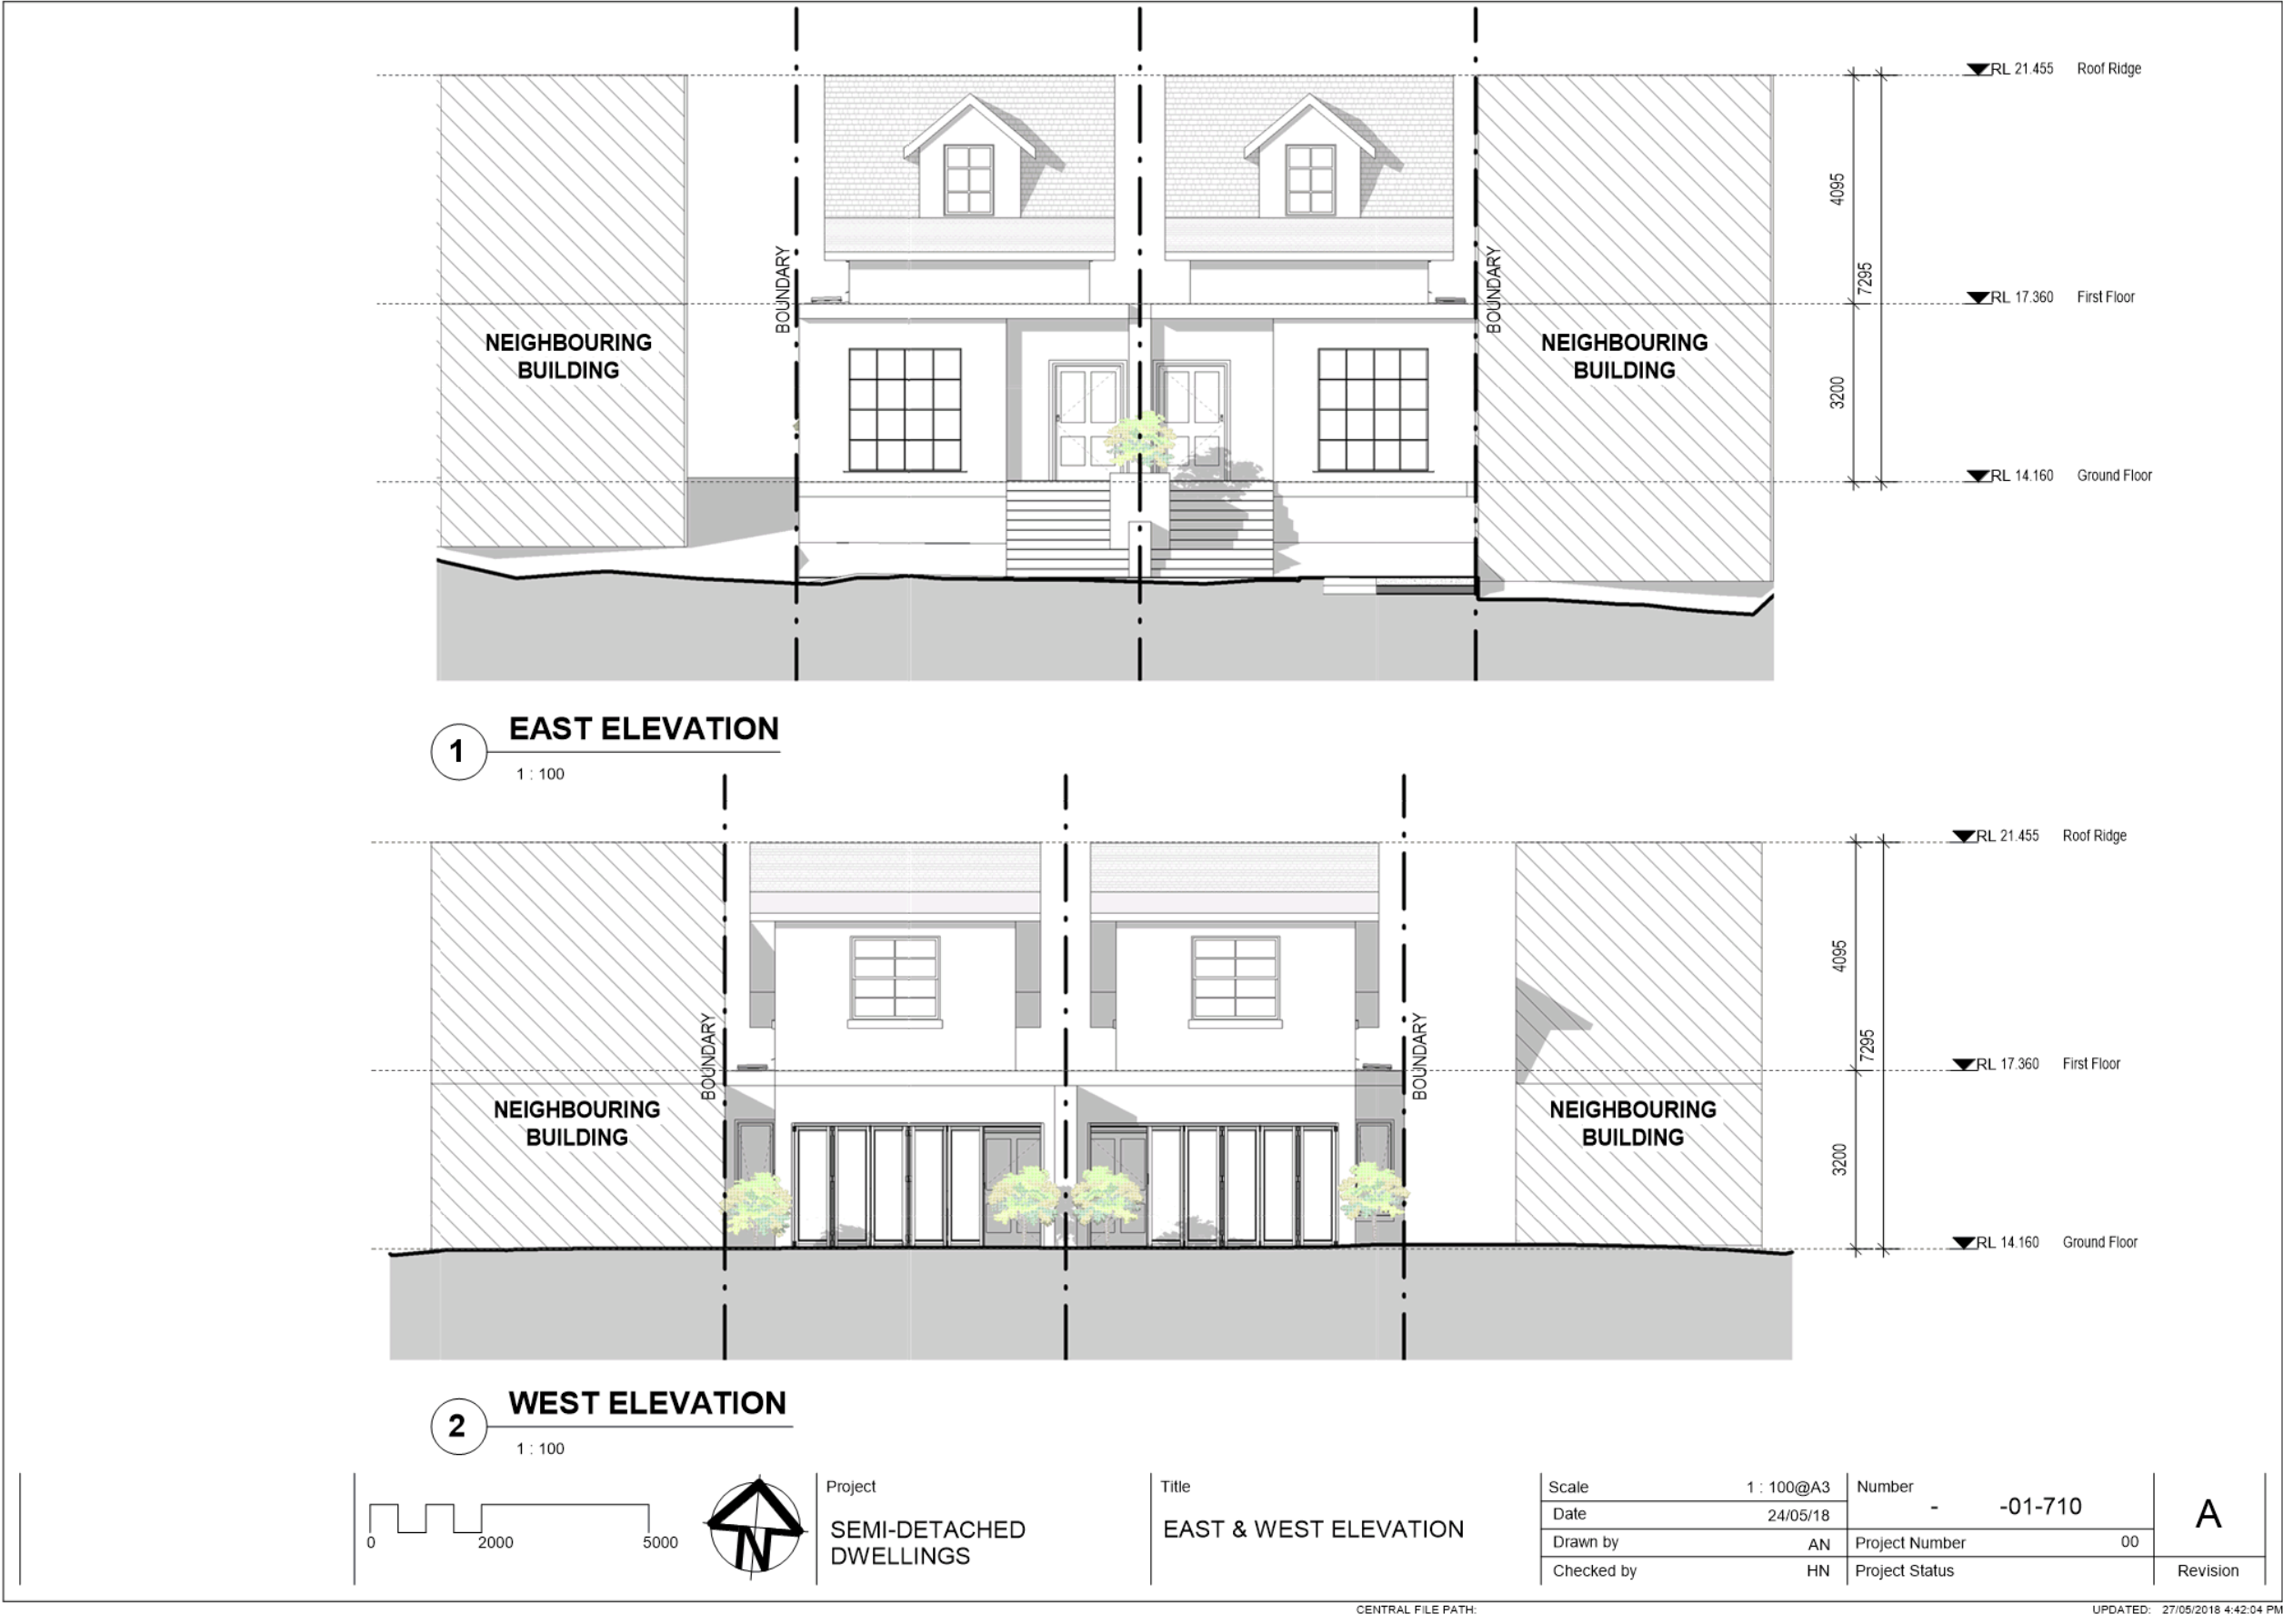 RL 21.455 Roof Ridge
4095
BOUNDARY
BOUNDARY
7295
RL 17.360 First Floor
NEIGHBOURING
BUILDING
NEIGHBOURING
BUILDING
3200
RL 14.160 Ground Floor
1
EAST ELEVATION
1 : 100
RL 21.455 Roof Ridge
4095
BOUNDARY
BOUNDARY
7295
RL 17.360 First Floor
NEIGHBOURING
BUILDING
NEIGHBOURING
BUILDING
3200
RL 14.160 Ground Floor
2
WEST ELEVATION
1 : 100
0 2000 5000
N
Project
SEMI-DETACHED
DWELLINGS
Title
EAST & WEST ELEVATION
Scale 1 : 100@A3
Date 24/05/18
Drawn by AN
Checked by HN
Number
- -01-710
Project Number 00
Project Status
A
Revision
CENTRAL FILE PATH:
UPDATED: 27/05/2018 4:42:04 PM